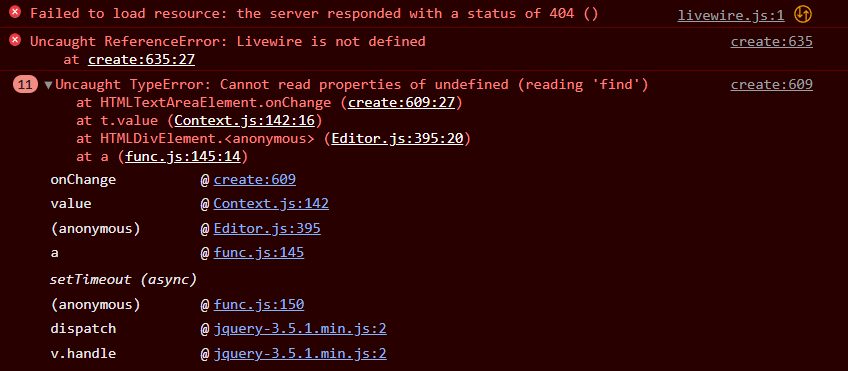 Failed to load resource: the server responded with a status of 404 () livewire.js:1
Uncaught ReferenceError: Livewire is not defined create:635
at create:635:27
11 Uncaught TypeError: Cannot read properties of undefined (reading 'find') create:609
at HTMLTextAreaElement.onChange (create:609:27)
at t.value (Context.js:142:16)
at HTMLDivElement.<anonymous> (Editor.js:395:20)
at a (func.js:145:14)
onChange @ create:609
value @ Context.js:142
(anonymous) @ Editor.js:395
a @ func.js:145
setTimeout (async)
(anonymous) @ func.js:150
dispatch @ jquery-3.5.1.min.js:2
v.handle @ jquery-3.5.1.min.js:2